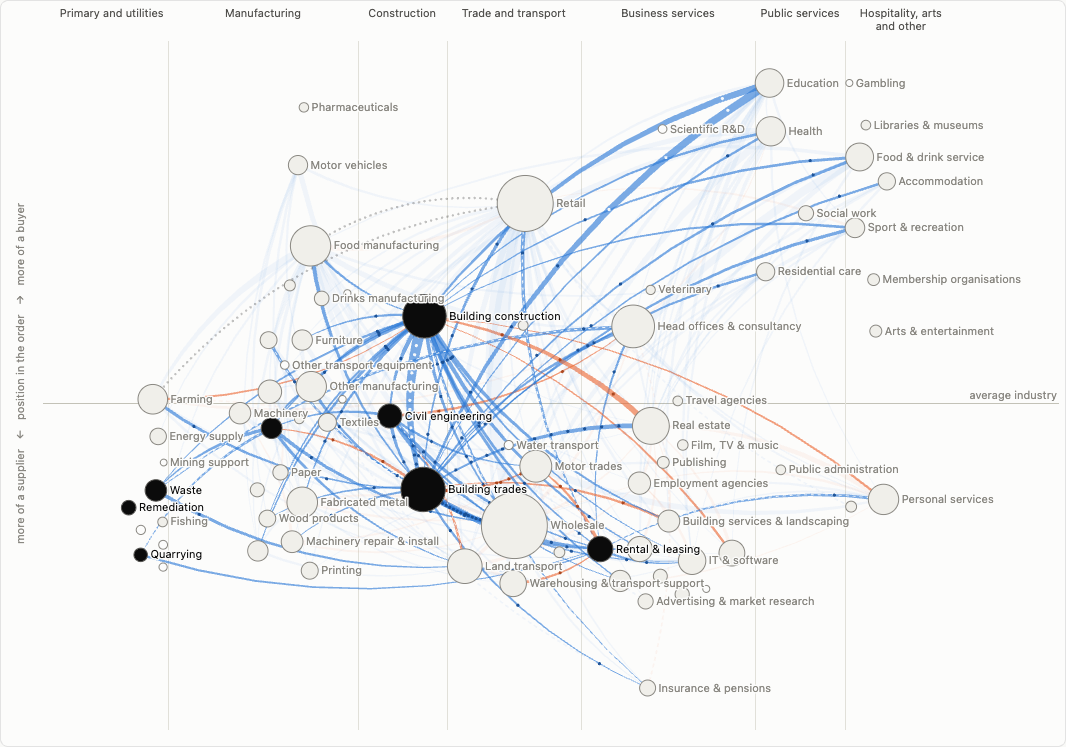 Primary and utilities
Manufacturing
Construction
Trade and transport
Business services
Public services
Hospitality, arts
and other
more of a supplier ← position in the order → more of a buyer
average industry
Education
Gambling
Pharmaceuticals
Scientific R&D
Health
Libraries & museums
Motor vehicles
Food & drink service
Accommodation
Retail
Social work
Sport & recreation
Food manufacturing
Residential care
Membership organisations
Veterinary
Drinks manufacturing
Building construction
Head offices & consultancy
Arts & entertainment
Furniture
Other transport equipment
Other manufacturing
Farming
Travel agencies
Machinery
Civil engineering
Textiles
Real estate
Energy supply
Water transport
Film, TV & music
Mining support
Motor trades
Publishing
Public administration
Paper
Employment agencies
Waste
Building trades
Personal services
Remediation
Fabricated metal
Fishing
Wood products
Wholesale
Building services & landscaping
Machinery repair & install
Quarrying
Rental & leasing
IT & software
Land transport
Printing
Warehousing & transport support
Advertising & market research
Insurance & pensions